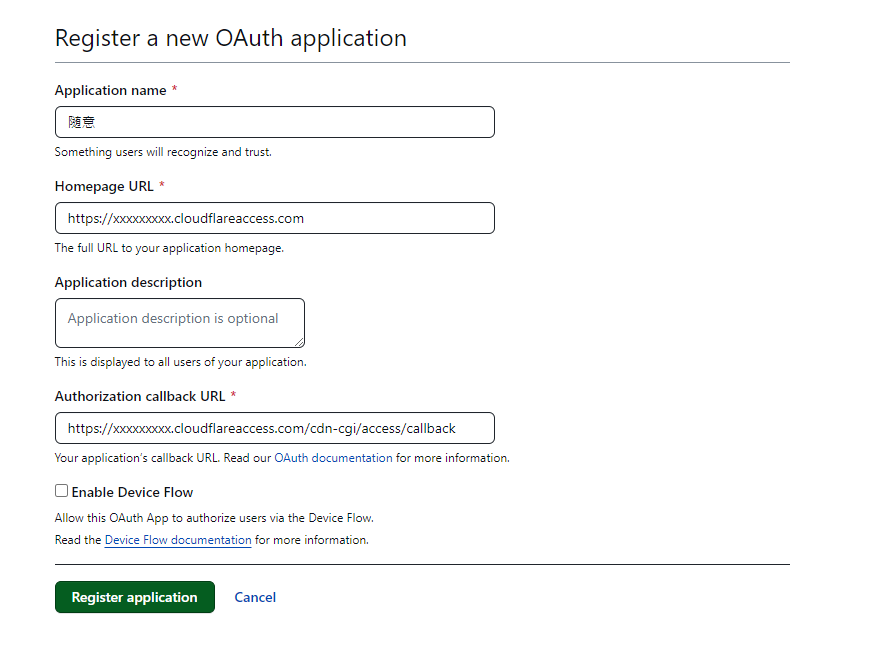 Register a new OAuth application
Application name *
隨意
Something users will recognize and trust.
Homepage URL *
https://xxxxxxxxx.cloudflareaccess.com
The full URL to your application homepage.
Application description
Application description is optional
This is displayed to all users of your application.
Authorization callback URL *
https://xxxxxxxxx.cloudflareaccess.com/cdn-cgi/access/callback
Your application's callback URL. Read our OAuth documentation for more information.
Enable Device Flow
Allow this OAuth App to authorize users via the Device Flow.
Read the Device Flow documentation for more information.
Register application Cancel